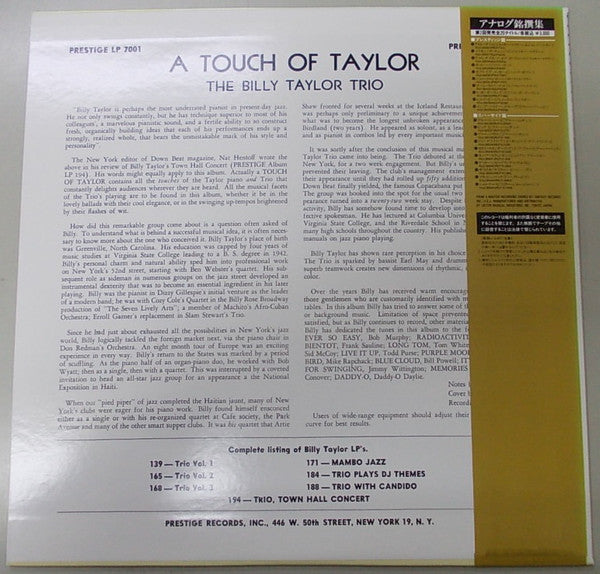 PRESTIGE LP 7001
A TOUCH OF TAYLOR
THE BILLY TAYLOR TRIO
"Billy Taylor is perhaps the most underrated pianist in present-day jazz.
He not only swings constantly, but he has technique superior to most of his
colleagues', a marvelous pianistic sound, and a fertile ability to so construct
fresh, organically building ideas that each of his performances ends up a
strongly, realized whole, that bears the unmistakable mark of his style and
personality".
The New York editor of Down Beat magazine, Nat Hentoff wrote the
above in his review of Billy Taylor's Town Hall Concert (PRESTIGE Album
LP 194). His words might equally apply to this album. Actually a TOUCH
OF TAYLOR contains all the touches of the Taylor piano and Trio that
constantly delights audiences wherever they are heard. All the musical facets
of the Trio's playing are to be found in this album, whether it be in the
lovely ballads with their cool elegance, or in the swinging up-tempos brightened
by their flashes of wit.
How did this remarkable group come about is a question often asked of
Billy. To understand what is behind a successful musical idea, it is often neces-
sary to know more about the one who conceived it. Billy Taylor's place of birth
was Greenville, North Carolina. His education was capped by four years of
music studies at Virginia State College leading to a B. S. degree in 1942.
Billy's personal charm and natural ability sped him into professional work
on New York's 52nd street, starting with Ben Webster's quartet. His sub-
sequent role as sideman in numerous groups on the jazz street developed an
instrumental dexterity that was to become an essential ingredient in his later
playing. Billy was the pianist in Dizzy Gillespie's initial venture as the leader
of a modern band; he was with Cozy Cole's Quartet in the Billy Rose Broadway
production of "The Seven Lively Arts"; a member of Machito's Afro-Cuban
Orchestra; Erroll Garner's replacement in Slam Stewart's Trio.
Since he had just about exhausted all the possibilities in New York's jazz
world, Billy logically tackled the foreign market, via the piano chair in
Don Redman's Orchestra. An eight month tour of Europe was an exciting
experience in every way. Billy's return to the States was marked by a period
of scuffling. As the piano half of an organ-piano duo, he worked with Bob
Wyatt; then as a single, then with a quartet. This was interrupted by a coveted
invitation to head an all-star jazz group for an appearance a the National
Exposition in Haiti.
When our "pied piper" of jazz completed the Haitian jaunt, many of New
York's clubs were eager for his piano work. Billy found himself ensconced
either as a single or with his re-organized quartet at Cafe society, the Park
Avenue and many of the other smart supper clubs. It was his quartet that Artie
PRE
Shaw fronted for several weeks at the Iceland Restaur
was perhaps only preliminary to a unique achievemen
what was to become the longest unbroken appearanc
Birdland (two years). He appeared as soloist, as a lead
and as pianist in combos led by every important music
It was sortly after the conclusion of this musical ma
Taylor Trio came into being. The Trio debuted at the
New York, for a two week engagement. But Billy's ou
prevented their leaving. The club's management extend
their appearance until they had rolled up fifty addition
Down Beat finally yielded, the famous Copacabana put
The group was hooked into the spot for the usual two
pearance turned into a twenty-two week stay. Despite
activity, Billy has somehow found time to develop into
fective spokesman. He has lectured at Columbia Univer
Virginia State College, and the Riverdale School in
many high schools throughout the country. His publishe
manuals on jazz piano playing.
Billy Taylor has shown rare perception in his choice
The Trio is sparked by bassist Earl May and drumm
superb teamwork creates new dimensions of rhythmic,
color.
Over the years Billy has received warm encourag
those gentlemen who are customarily identified with m
tables. In this album Billy has tried to answer some of t
or background music. Limitation of space prevented
satisfied, but as Billy continues to record, other materia
Billy has dedicated the tunes in this album to the fo
EVER SO EASY, Bob Murphy; RADIOACTIVIT
BIENTOT, Frank Saidine; LONG TOM, Tom White
Sid McCoy; LIVE IT UP, Todd Purse; PURPLE MOO
BIRD, Mike Rapchack; BLUE CLOUD, Bill Powell; IT
FOR SWINGING, Jimmy Wittington; MEMORIES
Conover; DADDY-O, Daddy-O Daylie.
Notes
Cover
Record
Users of wide-range equipment should adjust their
curve for best results.
Complete listing of Billy Taylor LP's.
139 — Trio Vol. 1
165 — Trio Vol. 2
168 — Trio Vol. 3
171 — MAMBO JAZZ
184 — TRIO PLAYS DJ THEMES
188 — TRIO WITH CANDIDO
194 — TRIO, TOWN HALL CONCERT
PRESTIGE RECORDS, INC., 446 W. 50th STREET, NEW YORK 19, N. Y.
アナログ銘撰集